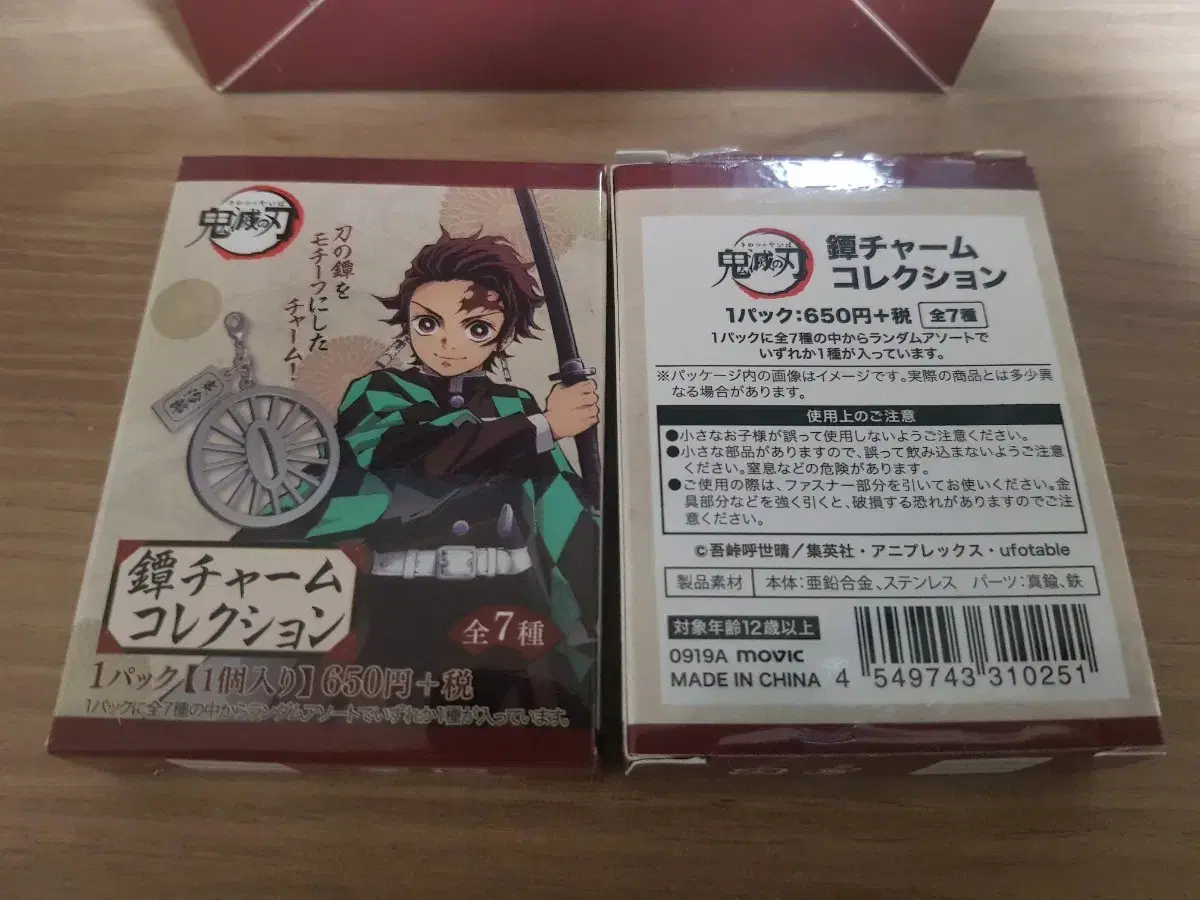 きめつのやいば
鬼滅の刃
刀の鐔を
モチーフにした
チャーム!
鐔チャーム
コレクション
全7種
1パック【1個入り】650円+税
1パックに全7種の中からランダムアソートでいずれか1種が入っています。
きめつのやいば
鬼滅の刃
鐔チャーム
コレクション
1パック:650円+税 全7種
1パックに全7種の中からランダムアソートで
いずれか1種が入っています。
※パッケージ内の画像はイメージです。実際の商品とは多少異
なる場合があります。
使用上のご注意
●小さなお子様が誤って使用しないようご注意ください。
●小さな部品がありますので、誤って飲み込まないようご注意
ください。窒息などの危険があります。
●ご使用の際は、ファスナー部分を引いてお使いください。金
具部分などを強く引くと、破損する恐れがありますのでご注
意ください。
©吾峠呼世晴/集英社・アニプレックス・ufotable
製品素材 本体:亜鉛合金、ステンレス パーツ:真鍮、鉄
対象年齢12歳以上
0919A movic
MADE IN CHINA
4 549743 310251